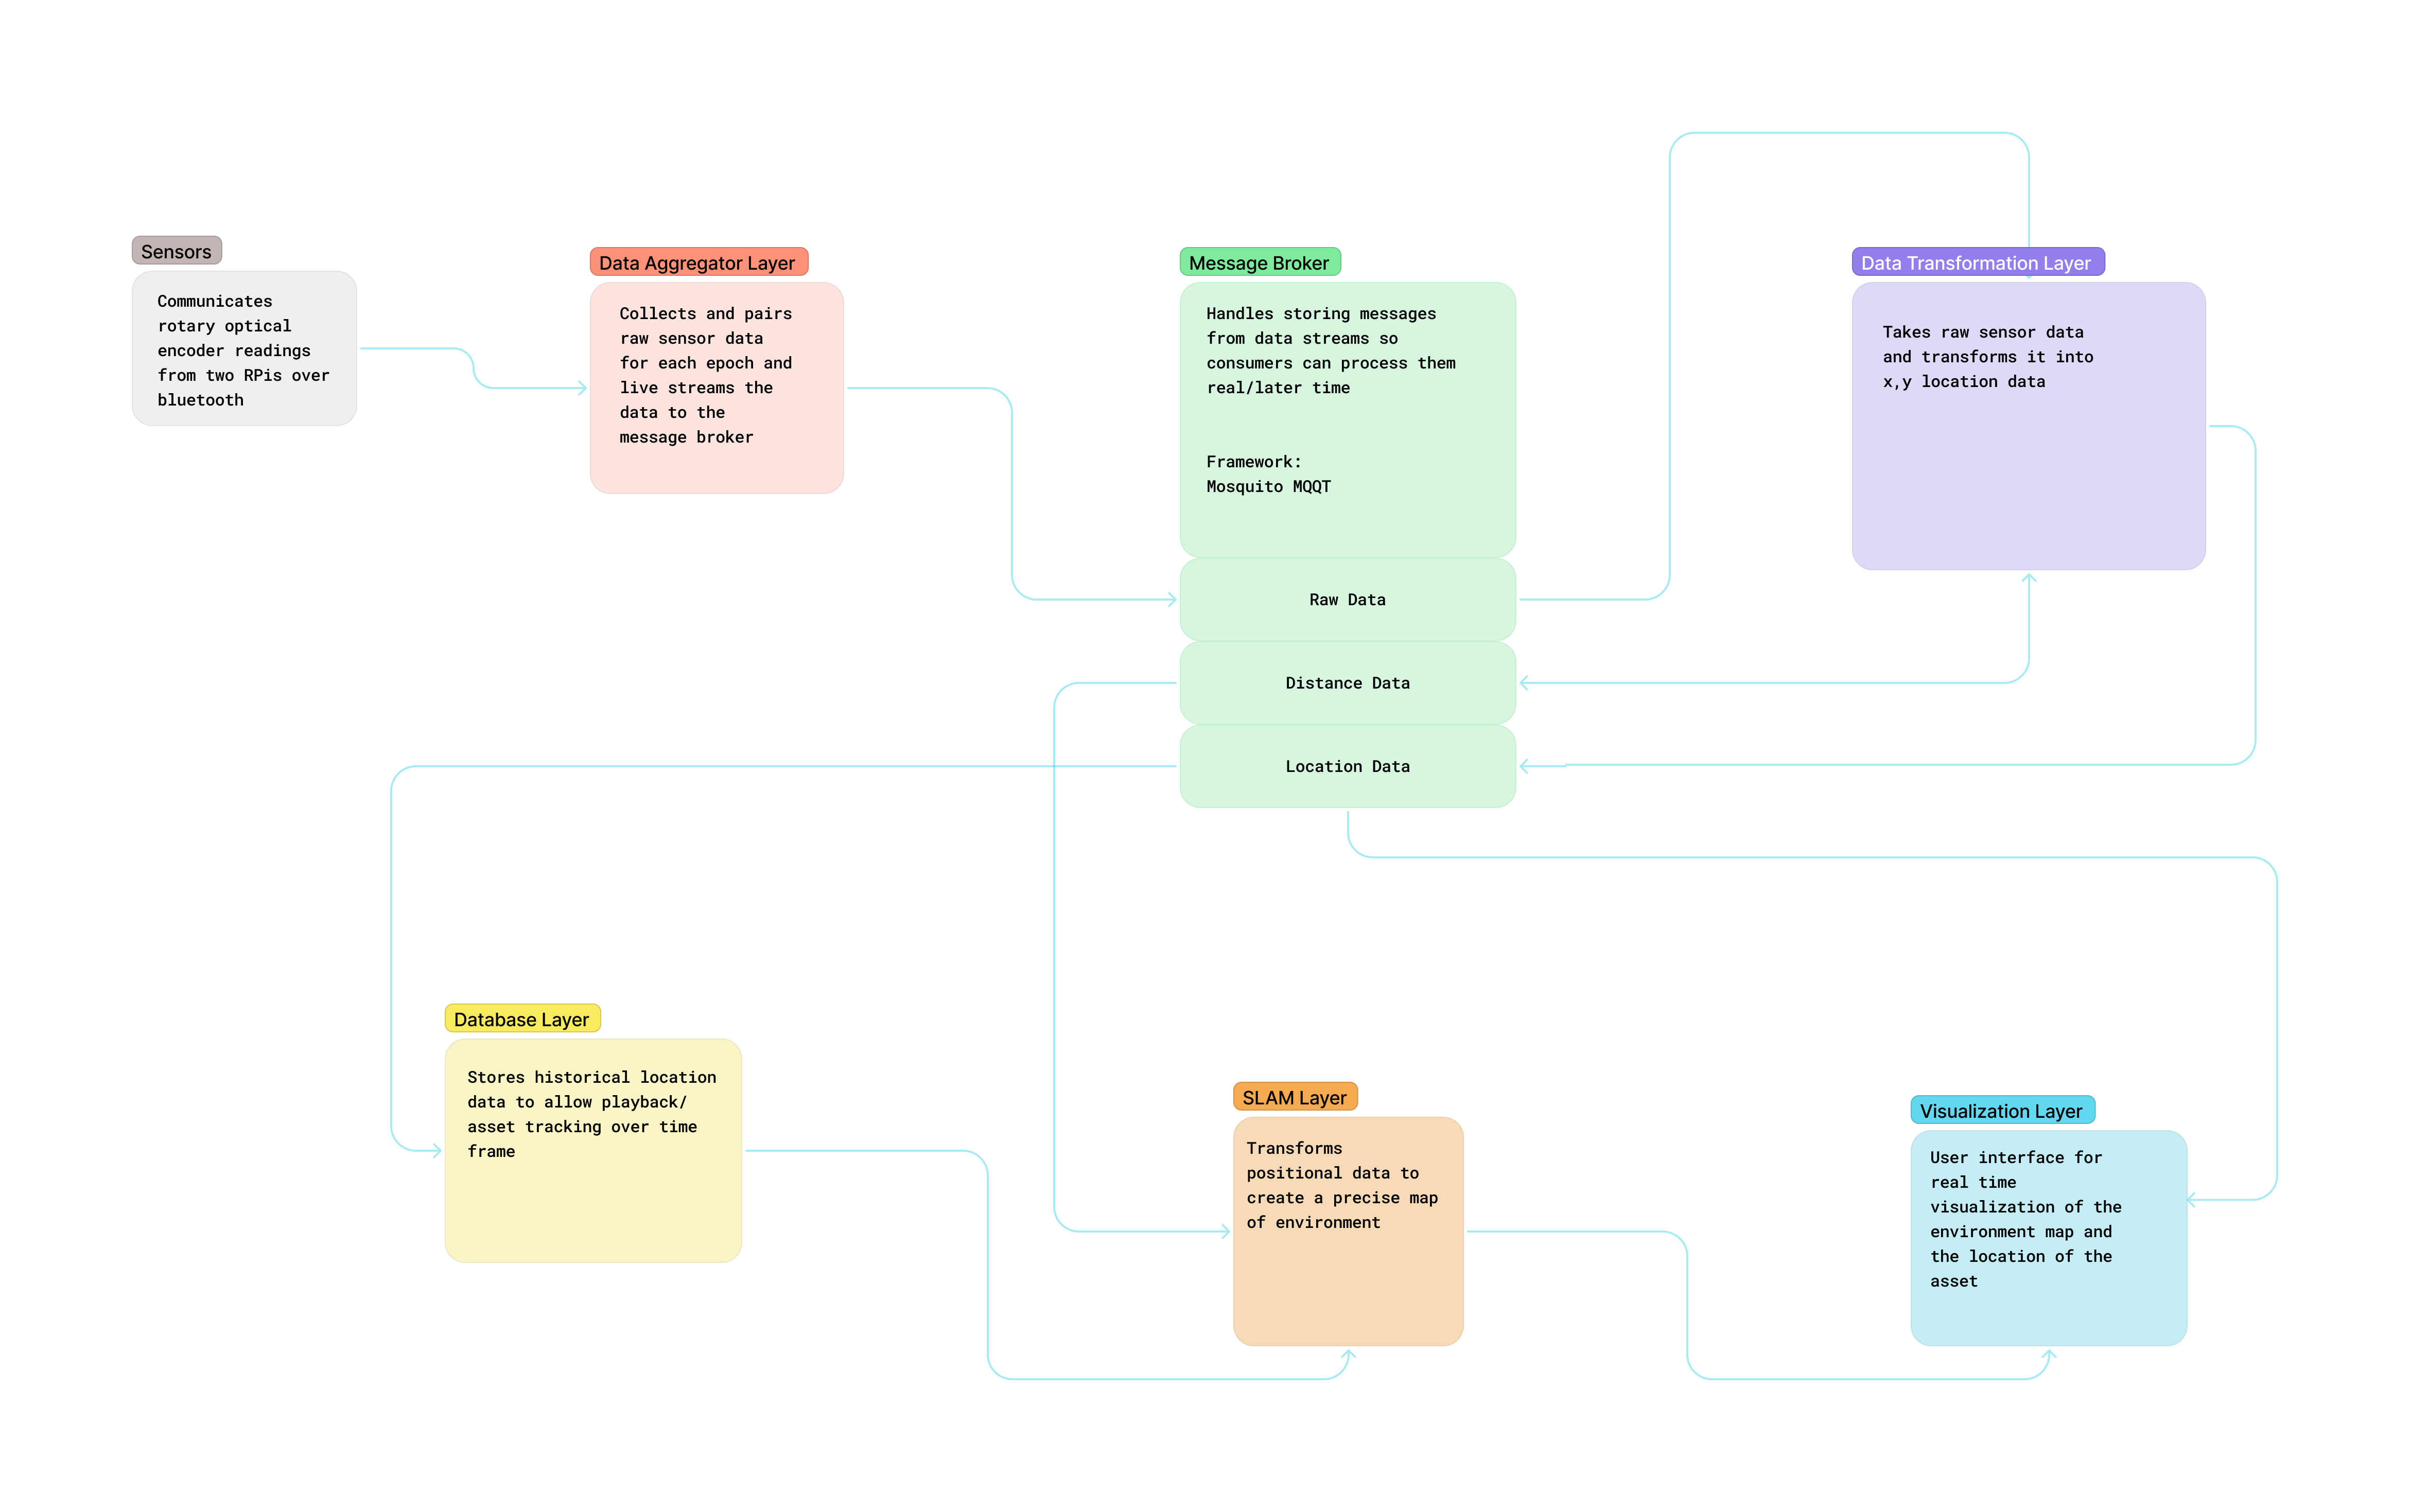 Sensors
Communicates
rotary optical
encoder readings
from two RPis over
bluetooth
Data Aggregator Layer
Collects and pairs
raw sensor data
for each epoch and
live streams the
data to the
message broker
Message Broker
Handles storing messages
from data streams so
consumers can process them
real/later time
Framework:
Mosquito MQQT
Raw Data
Distance Data
Location Data
Data Transformation Layer
Takes raw sensor data
and transforms it into
x,y location data
Database Layer
Stores historical location
data to allow playback/
asset tracking over time
frame
SLAM Layer
Transforms
positional data to
create a precise map
of environment
Visualization Layer
User interface for
real time
visualization of the
environment map and
the location of the
asset